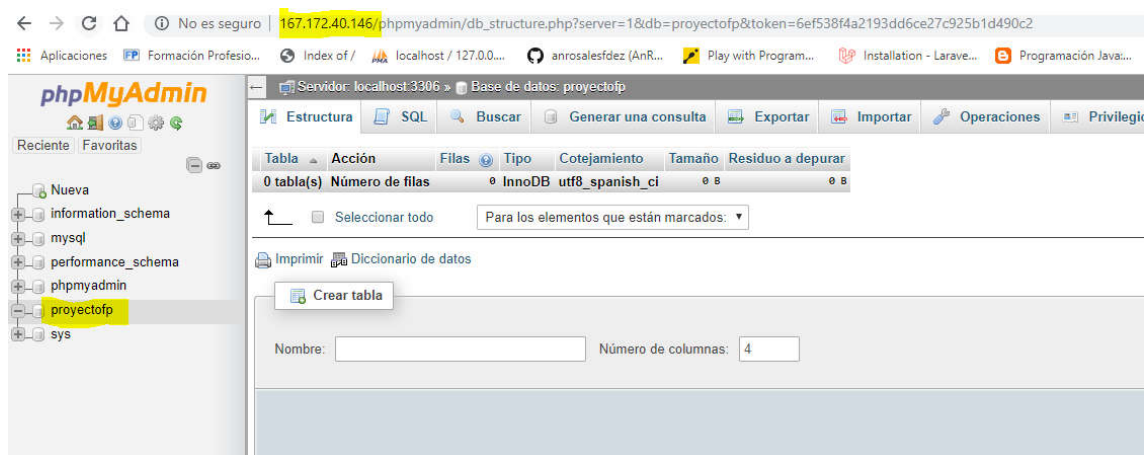 No es seguro | 167.172.40.146/phpmyadmin/db_structure.php?server=1&db=proyectofp&token=6ef538f4a2193dd6ce27c925b1d490c2
Aplicaciones FP Formación Profesio... Index of / localhost / 127.0.0.... anrosalesfdez (AnR... Play with Program... Installation - Larave... Programación Java:...
phpMyAdmin
Reciente Favoritas
Nueva
information_schema
mysql
performance_schema
phpmyadmin
proyectofp
sys
Servidor: localhost:3306 » Base de datos: proyectofp
Estructura SQL Buscar Generar una consulta Exportar Importar Operaciones Privilegio
Tabla Acción Filas Tipo Cotejamiento Tamaño Residuo a depurar
0 tabla(s) Número de filas 0 InnoDB utf8_spanish_ci 0 B 0 B
Seleccionar todo Para los elementos que están marcados:
Imprimir Diccionario de datos
Crear tabla
Nombre: Número de columnas: 4